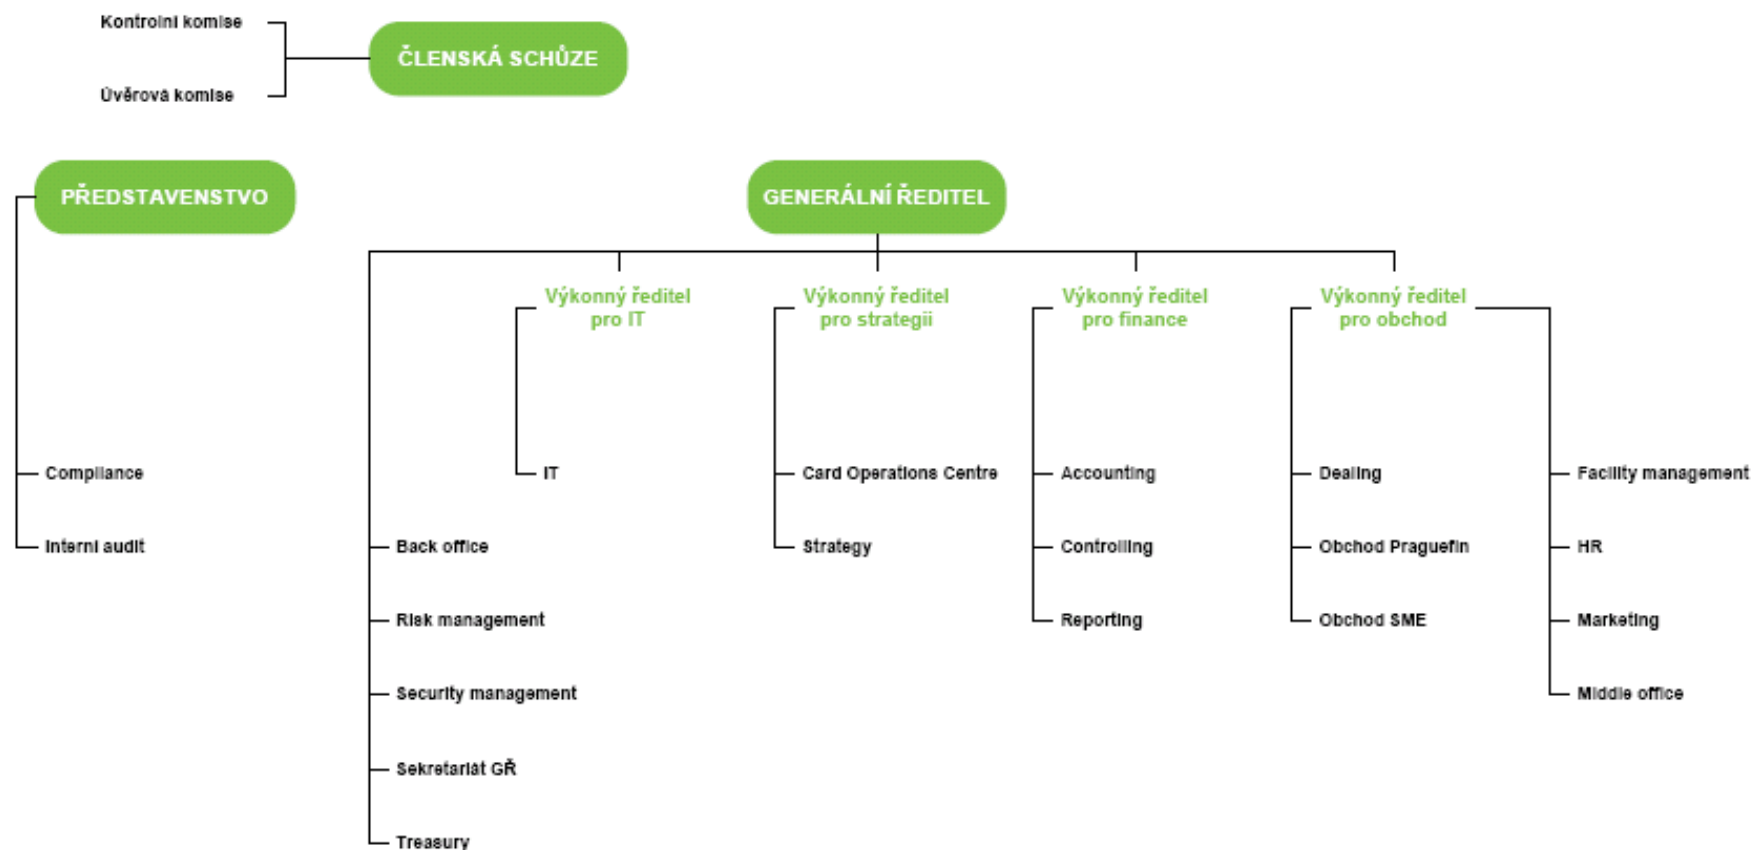 Kontrolní komise
ČLENSKÁ SCHŮZE
Úvěrová komise
PŘEDSTAVENSTVO
GENERÁLNÍ ŘEDITEL
Výkonný ředitel
pro IT
Výkonný ředitel
pro strategii
Výkonný ředitel
pro finance
Výkonný ředitel
pro obchod
Compliance
IT
Card Operations Centre
Accounting
Dealing
Facility management
Interní audit
Back office
Strategy
Controlling
Obchod Praguefin
HR
Risk management
Reporting
Obchod SME
Marketing
Security management
Middle office
Sekretariát GŘ
Treasury